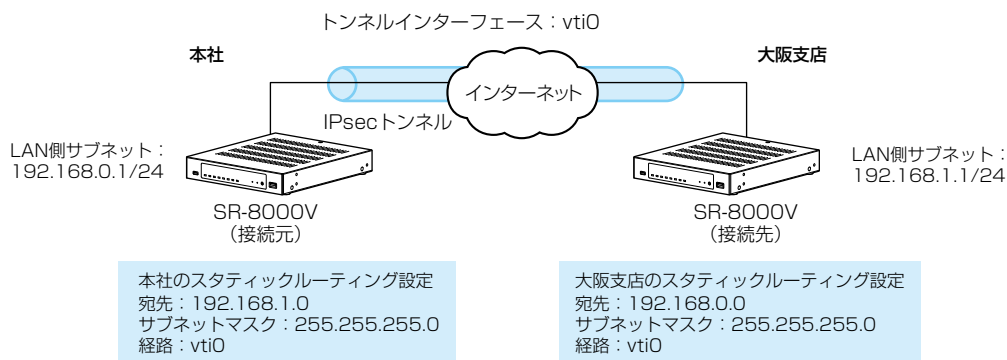 トンネルインターフェース：vti0
本社
大阪支店
インターネット
IPsecトンネル
LAN側サブネット：
192.168.0.1/24
LAN側サブネット：
192.168.1.1/24
SR-8000V
（接続元）
SR-8000V
（接続先）
本社のスタティックルーティング設定
宛先：192.168.1.0
サブネットマスク：255.255.255.0
経路：vti0
大阪支店のスタティックルーティング設定
宛先：192.168.0.0
サブネットマスク：255.255.255.0
経路：vti0